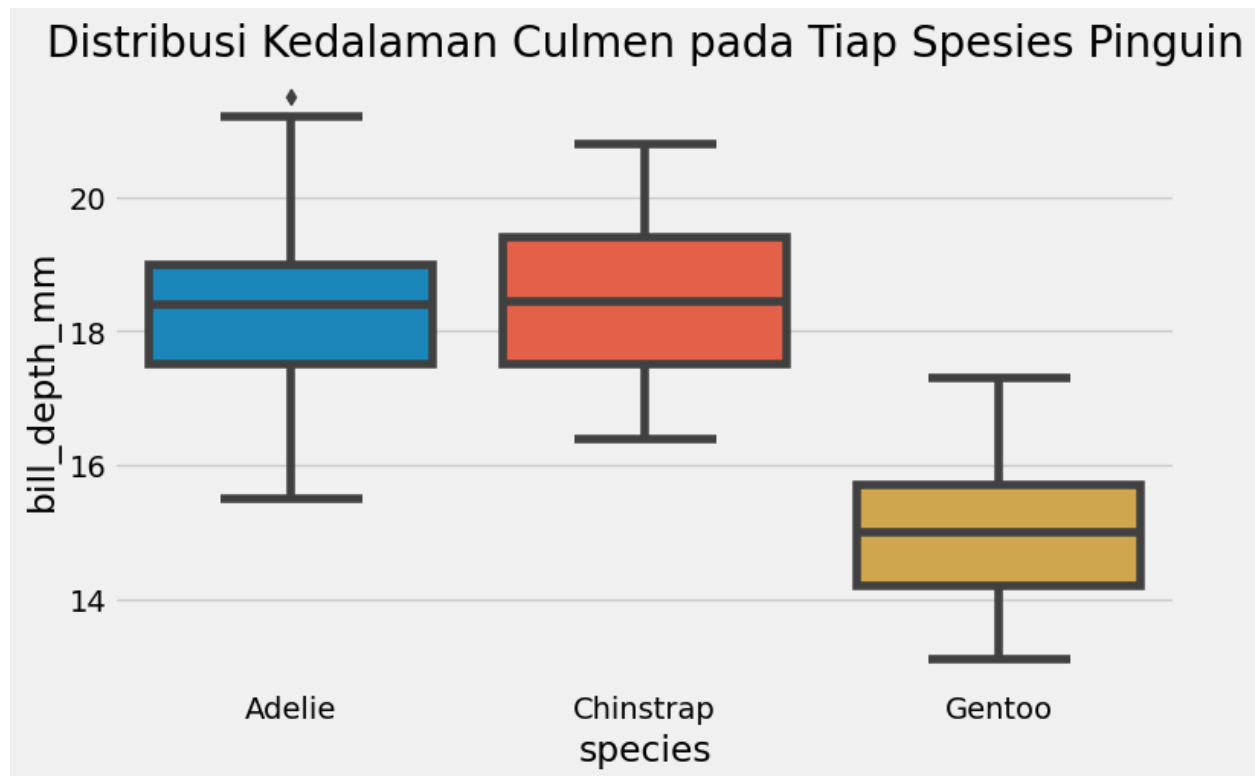 Distribusi Kedalaman Culmen pada Tiap Spesies Pinguin
bill_depth_mm
20
18
16
14
Adelie
Chinstrap
Gentoo
species